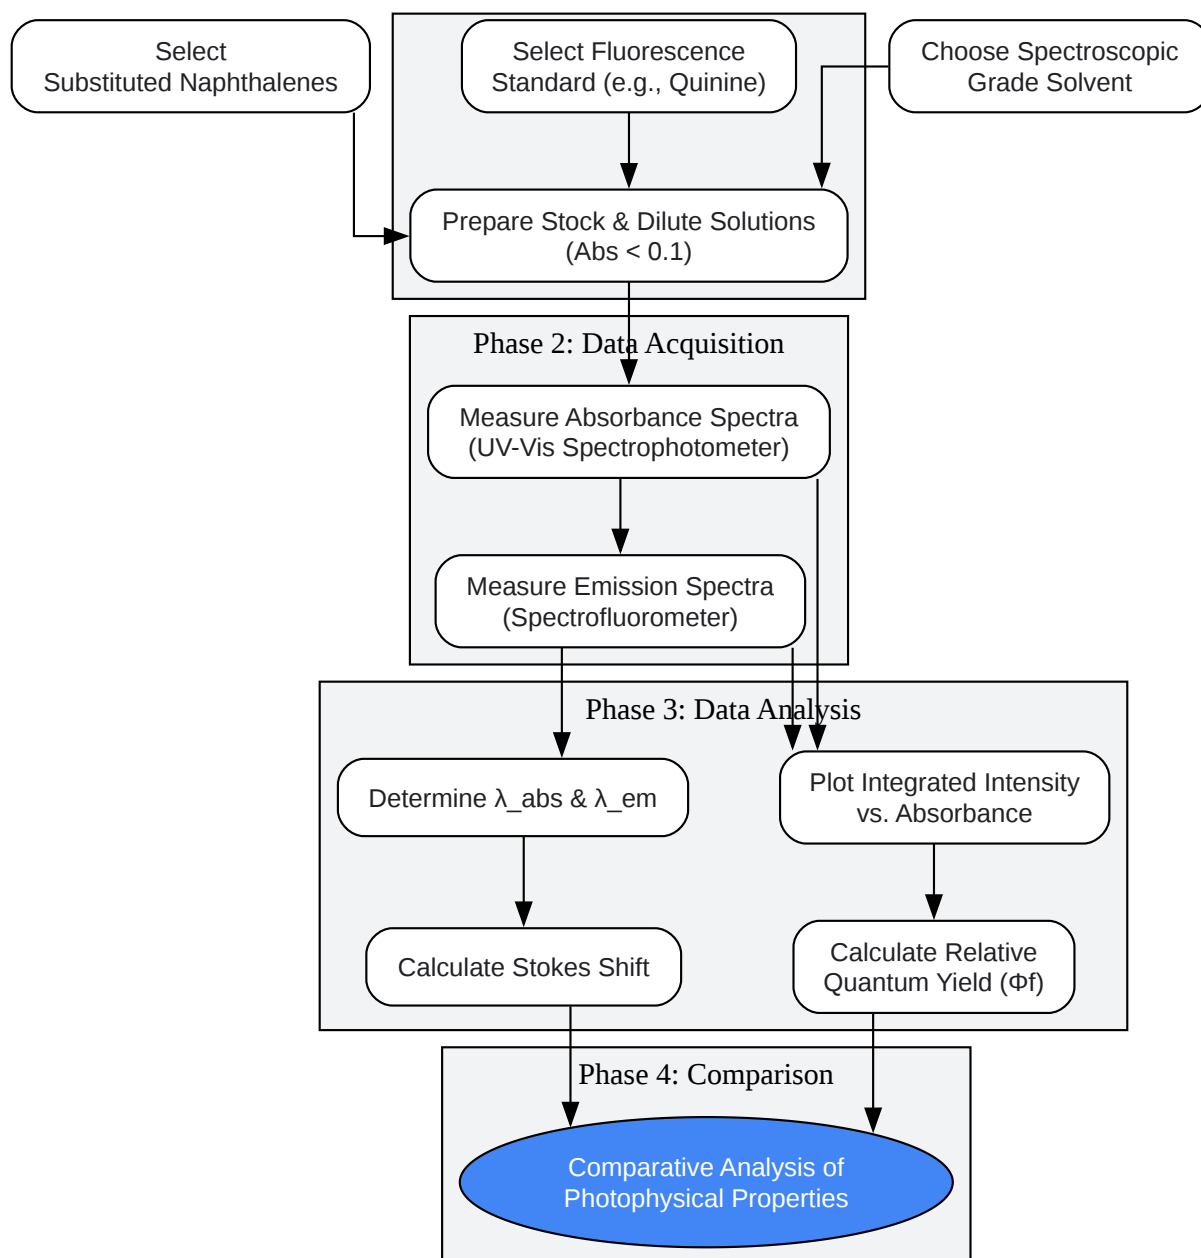 Select
Substituted Naphthalenes
Select Fluorescence
Standard (e.g., Quinine)
Choose Spectroscopic
Grade Solvent
Prepare Stock & Dilute Solutions
(Abs < 0.1)
Phase 2: Data Acquisition
Measure Absorbance Spectra
(UV-Vis Spectrophotometer)
Measure Emission Spectra
(Spectrofluorometer)
Phase 3: Data Analysis
Determine λ_abs & λ_em
Plot Integrated Intensity
vs. Absorbance
Calculate Stokes Shift
Calculate Relative
Quantum Yield (Φf)
Phase 4: Comparison
Comparative Analysis of
Photophysical Properties